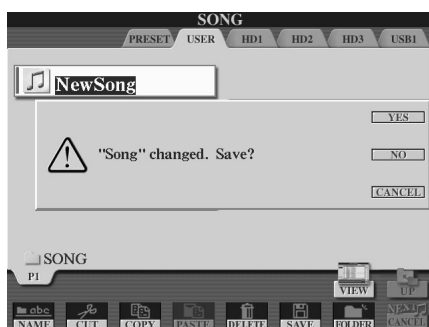 SONG
PRESET USER HD1 HD2 HD3 USB1
NewSong
YES
"Song" changed. Save?
NO
CANCEL
SONG
P1
VIEW UP
abc
NAME CUT COPY PASTE DELETE SAVE FOLDER CANCEL